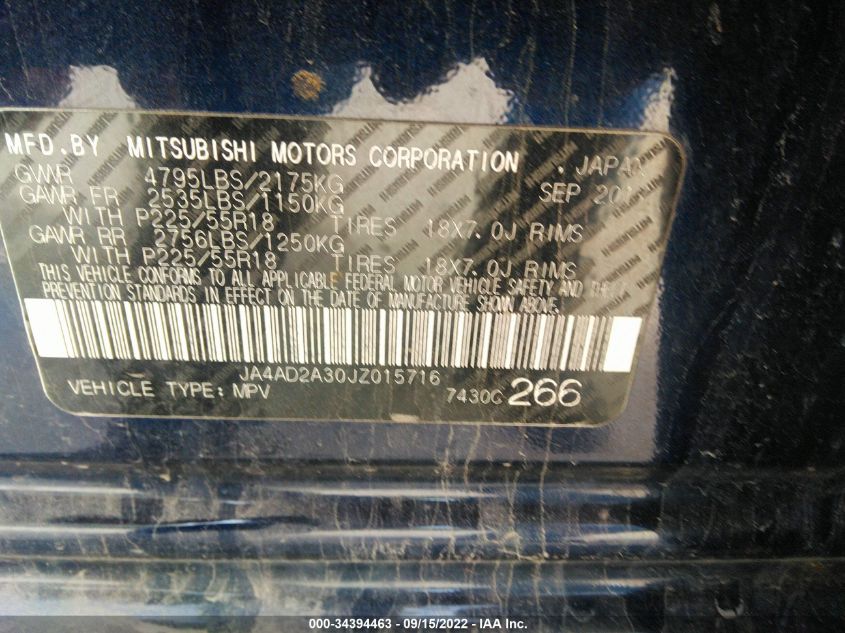 MFD.BY MITSUBISHI MOTORS CORPORATION . JAPAN
GVWR 4795LBS/2175KG SEP 201
GAWR FR 2535LBS/1150KG
WITH P225/55R18 TIRES 18X7.0J RIMS
GAWR RR 2756LBS/1250KG
WITH P225/55R18 TIRES 18X7.0J RIMS
THIS VEHICLE CONFORMS TO ALL APPLICABLE FEDERAL MOTOR VEHICLE SAFETY AND THEFT
PREVENTION STANDARDS IN EFFECT ON THE DATE OF MANUFACTURE SHOWN ABOVE.
JA4AD2A30JZ015716
VEHICLE TYPE: MPV 7430C 266
000-34394463 - 09/15/2022 - IAA Inc.